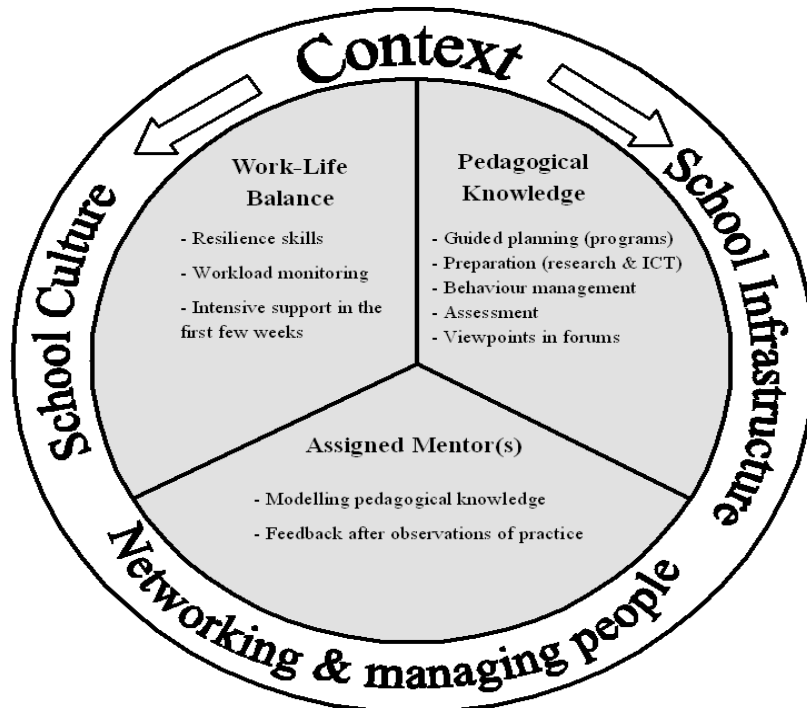 Context
School Culture
School Infrastructure
Work-Life
Balance
- Resilience skills
- Workload monitoring
- Intensive support in the
first few weeks
Pedagogical
Knowledge
- Guided planning (programs)
- Preparation (research & ICT)
- Behaviour management
- Assessment
- Viewpoints in forums
Assigned Mentor(s)
- Modelling pedagogical knowledge
- Feedback after observations of practice
Networking & managing people